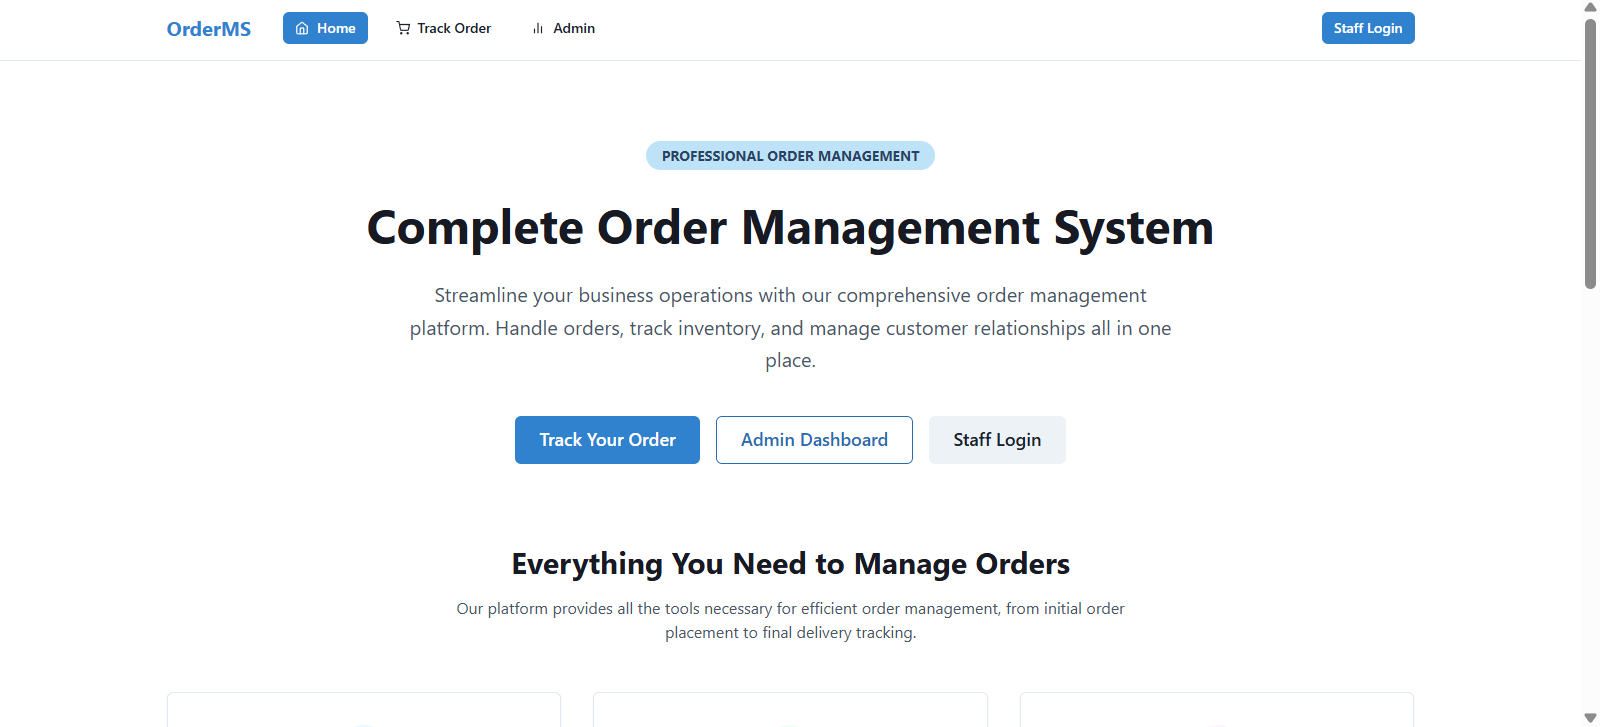 OrderMS
Home
Track Order
Admin
Staff Login
PROFESSIONAL ORDER MANAGEMENT
Complete Order Management System
Streamline your business operations with our comprehensive order management
platform. Handle orders, track inventory, and manage customer relationships all in one
place.
Track Your Order
Admin Dashboard
Staff Login
Everything You Need to Manage Orders
Our platform provides all the tools necessary for efficient order management, from initial order
placement to final delivery tracking.